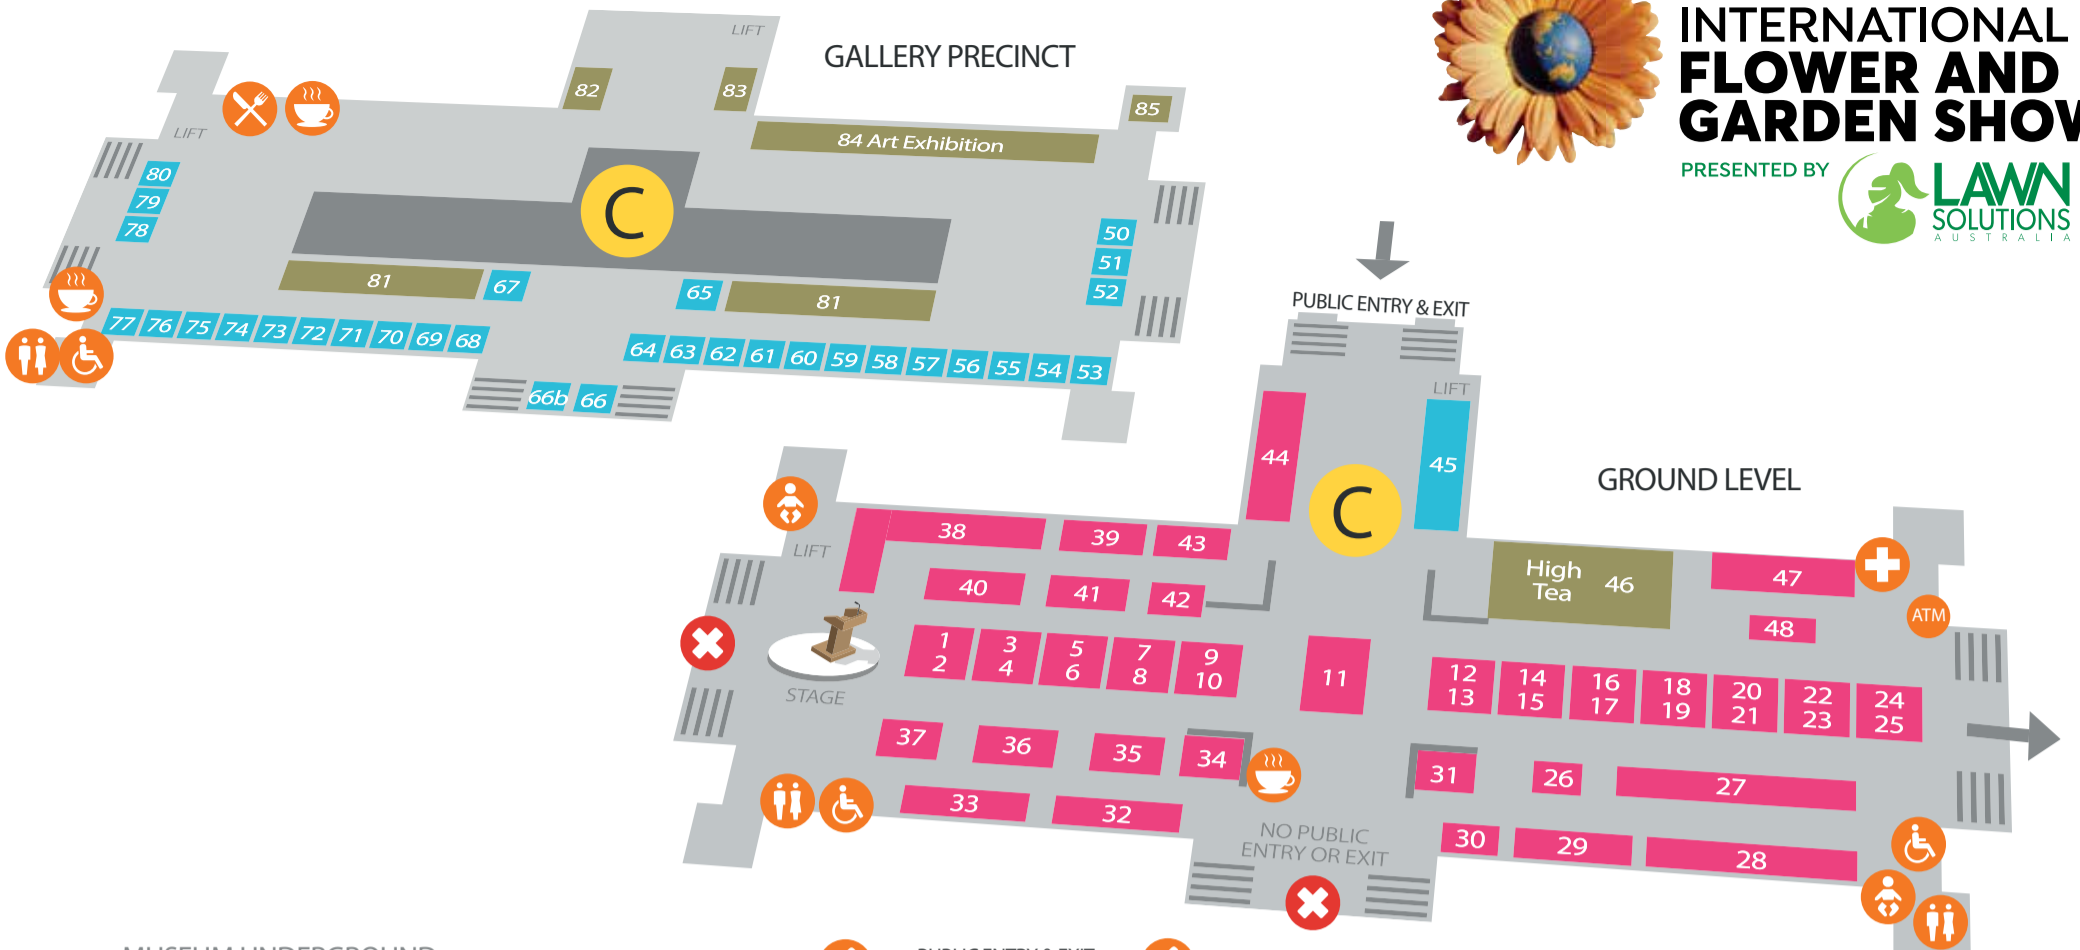 GALLERY PRECINCT
LIFT
82
83
85
84 Art Exhibition
LIFT
80
79
78
C
81
67
65
81
50
51
52
77 76 75 74 73 72 71 70 69 68
64 63 62 61 60 59 58 57 56 55 54 53
66b 66
INTERNATIONAL
FLOWER AND
GARDEN SHOW
PRESENTED BY
LAWN
SOLUTIONS
AUSTRALIA
PUBLIC ENTRY & EXIT
LIFT
44
45
C
GROUND LEVEL
LIFT
38
39
43
40
41
42
High
Tea
46
47
48
ATM
STAGE
1
2
3
4
5
6
7
8
9
10
11
12
13
14
15
16
17
18
19
20
21
22
23
24
25
37
36
35
34
31
26
27
33
32
30
29
28
NO PUBLIC
ENTRY OR EXIT
MUSEUM UNDERGROUND
PUBLIC ENTRY & EXIT